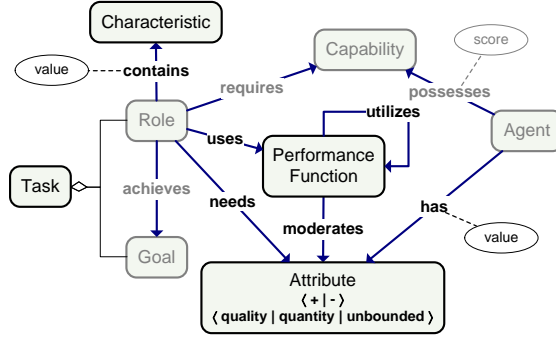 Characteristic
value
contains
Capability
score
requires
possesses
utilizes
Role
uses
Agent
Performance
Function
Task
achieves
needs
has
moderates
value
Goal
Attribute
⟨ + | - ⟩
⟨ quality | quantity | unbounded ⟩